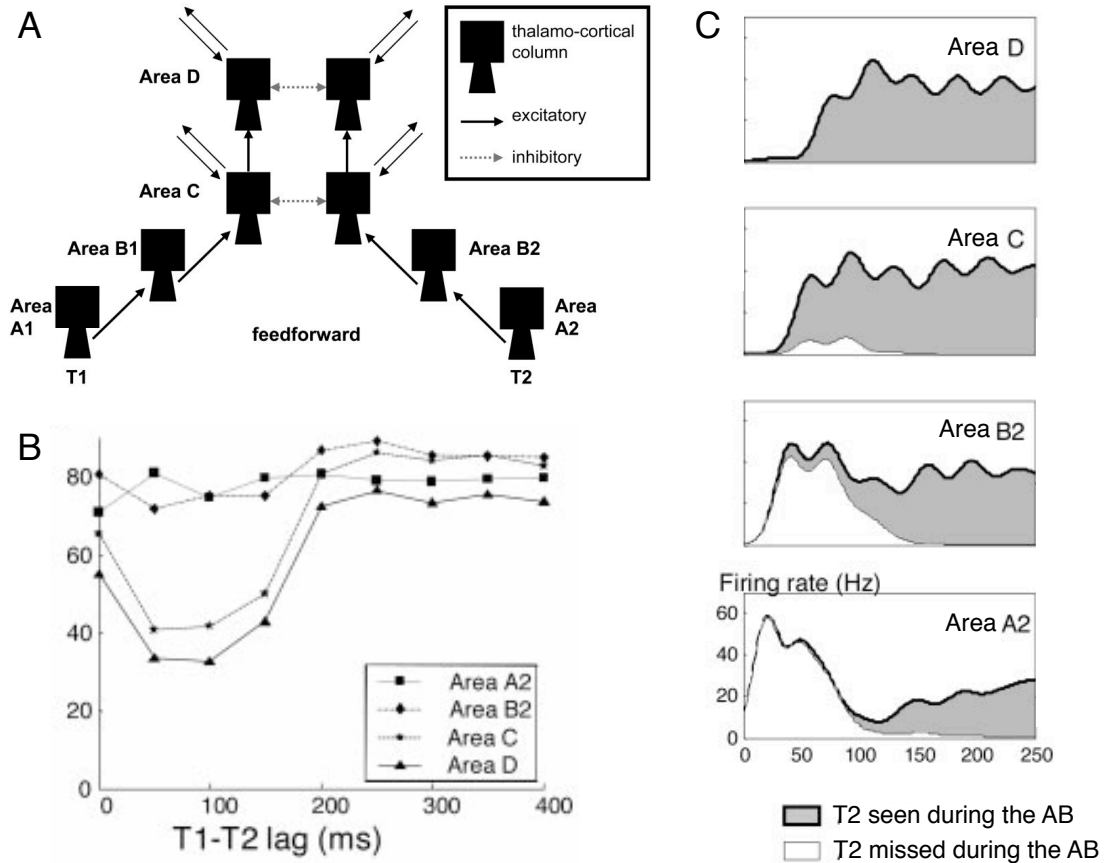 A
Area D
Area C
Area B1
Area B2
Area
A1
Area
A2
T1
feedforward
T2
thalamo-cortical
column
excitatory
inhibitory
B
80
60
40
20
0
0 100 200 300 400
T1-T2 lag (ms)
Area A2
Area B2
Area C
Area D
C
Area D
Area C
Area B2
Firing rate (Hz)
Area A2
60
40
20
0
0 50 100 150 200 250
T2 seen during the AB
T2 missed during the AB